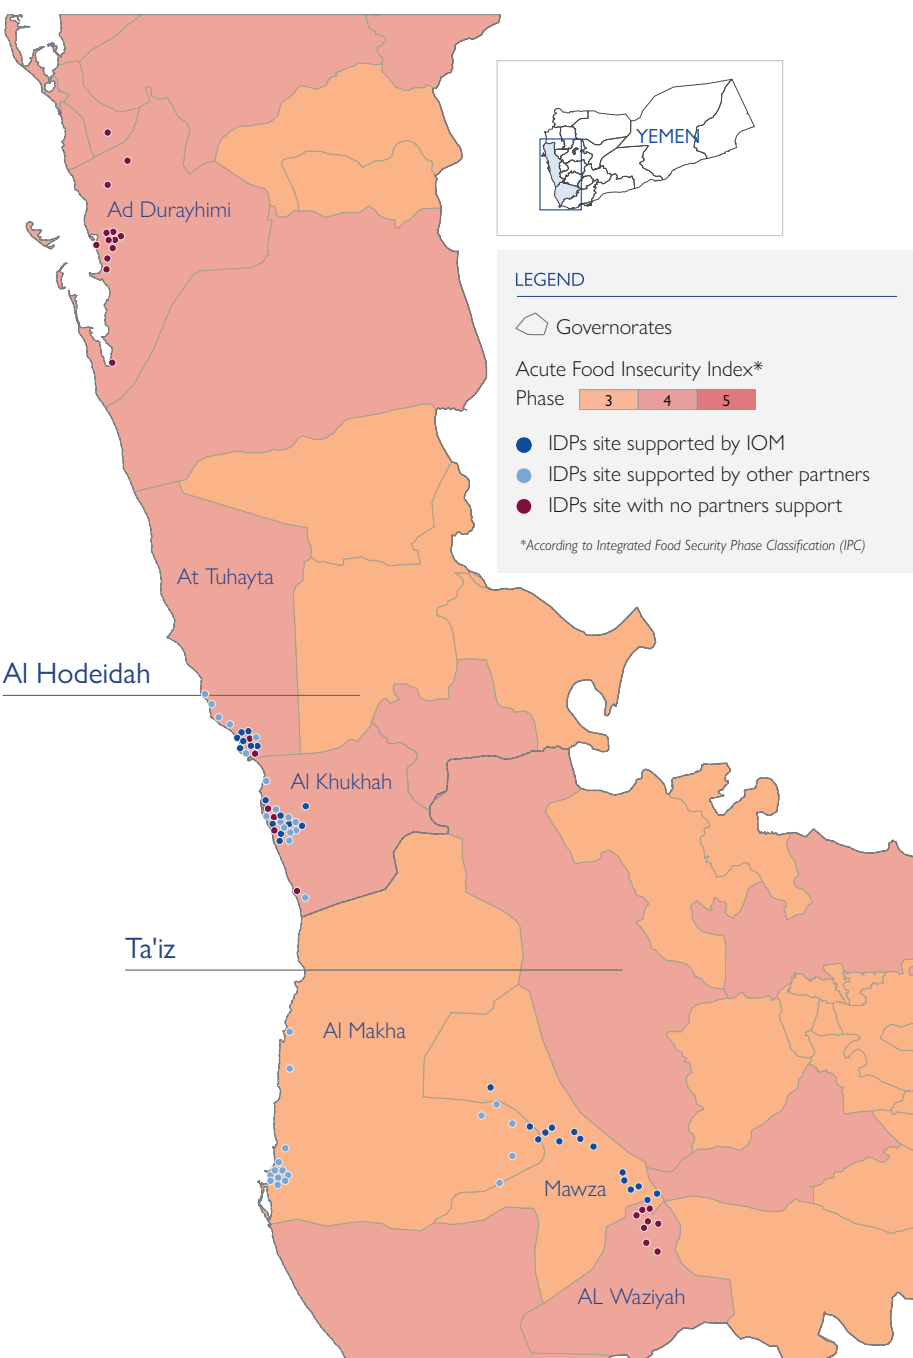 YEMEN
LEGEND
Governorates
Acute Food Insecurity Index*
Phase 3 4 5
IDPs site supported by IOM
IDPs site supported by other partners
IDPs site with no partners support
*According to Integrated Food Security Phase Classification (IPC)
Ad Durayhimi
At Tuhayta
Al Hodeidah
Al Khukhah
Ta'iz
Al Makha
Mawza
AL Waziyah